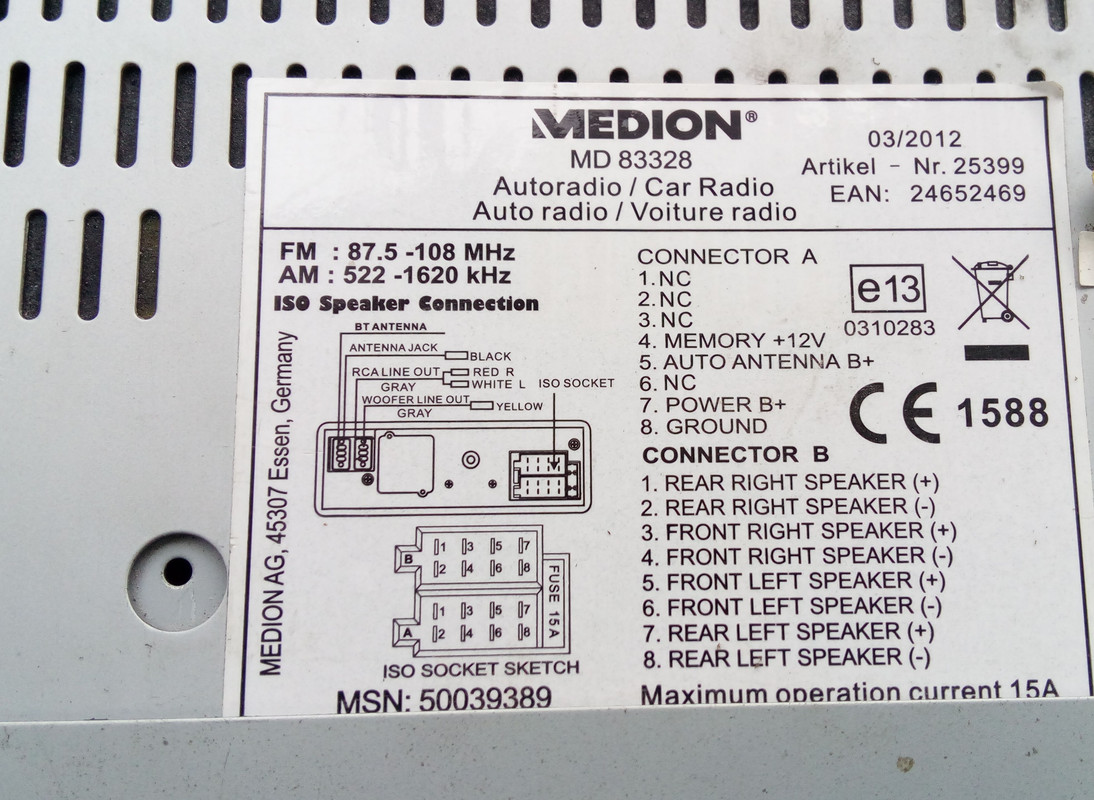 MEDION®
MD 83328
Autoradio / Car Radio
Auto radio / Voiture radio
03/2012
Artikel - Nr. 25399
EAN: 24652469
FM : 87.5 -108 MHz
AM : 522 -1620 kHz
ISO Speaker Connection
BT ANTENNA
ANTENNA JACK
BLACK
RCA LINE OUT
RED R
GRAY
WHITE L
ISO SOCKET
WOOFER LINE OUT
GRAY
YELLOW
MEDION AG, 45307 Essen, Germany
B
1 3 5 7
2 4 6 8
A
1 3 5 7
2 4 6 8
FUSE 15A
ISO SOCKET SKETCH
MSN: 50039389
CONNECTOR A
1. NC
2. NC
3. NC
4. MEMORY +12V
5. AUTO ANTENNA B+
6. NC
7. POWER B+
8. GROUND
e13
0310283
CE 1588
CONNECTOR B
1. REAR RIGHT SPEAKER (+)
2. REAR RIGHT SPEAKER (-)
3. FRONT RIGHT SPEAKER (+)
4. FRONT RIGHT SPEAKER (-)
5. FRONT LEFT SPEAKER (+)
6. FRONT LEFT SPEAKER (-)
7. REAR LEFT SPEAKER (+)
8. REAR LEFT SPEAKER (-)
Maximum operation current 15A